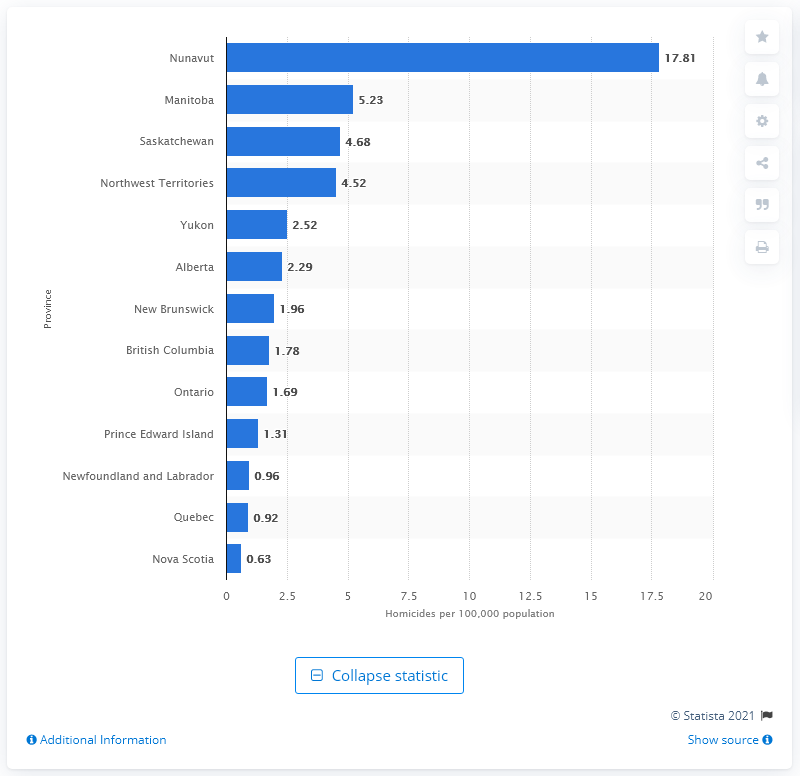 Nunavut 17.81
Manitoba 5.23
Saskatchewan 4.68
Northwest Territories 4.52
Yukon 2.52
Alberta 2.29
New Brunswick 1.96
British Columbia 1.78
Ontario 1.69
Prince Edward Island 1.31
Newfoundland and Labrador 0.96
Quebec 0.92
Nova Scotia 0.63
Province
0 2.5 5 7.5 10 12.5 15 17.5 20
Homicides per 100,000 population
Collapse statistic
© Statista 2021
Additional Information
Show source